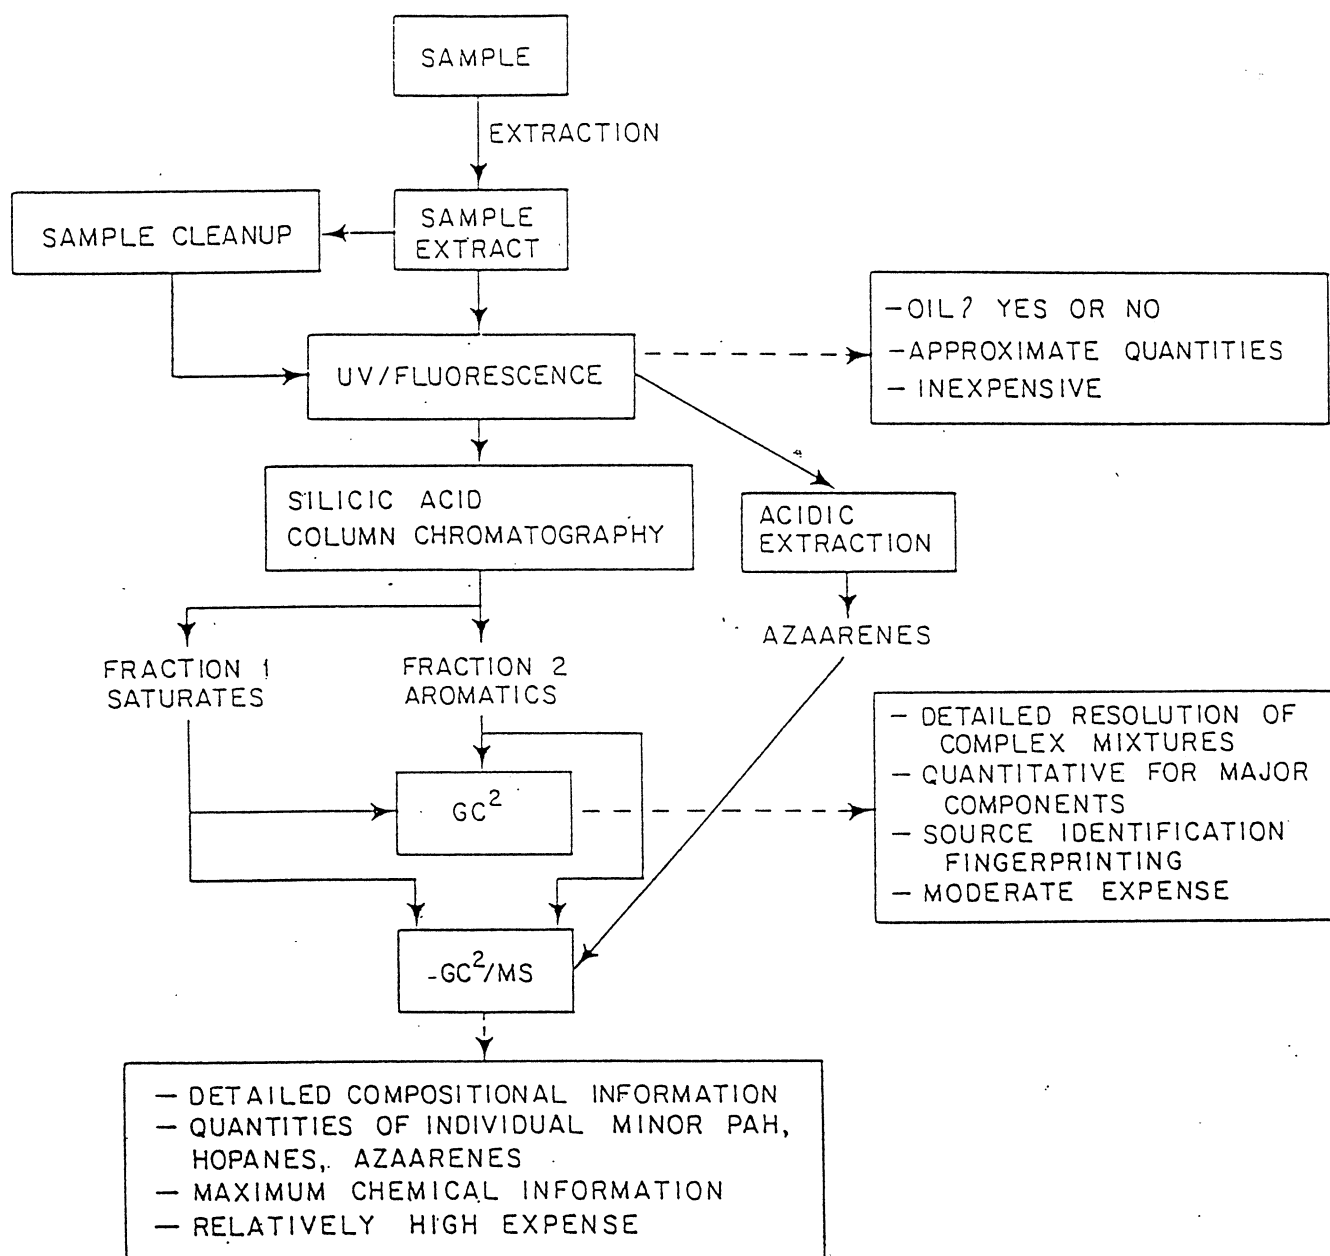 SAMPLE
EXTRACTION
SAMPLE CLEANUP
SAMPLE
EXTRACT
—OIL? YES OR NO
—APPROXIMATE QUANTITIES
— INEXPENSIVE
UV/FLUORESCENCE
SILICIC ACID
COLUMN CHROMATOGRAPHY
ACIDIC
EXTRACTION
AZAARENES
FRACTION 1
SATURATES
FRACTION 2
AROMATICS
— DETAILED RESOLUTION OF
COMPLEX MIXTURES
— QUANTITATIVE FOR MAJOR
COMPONENTS
— SOURCE IDENTIFICATION
FINGERPRINTING
— MODERATE EXPENSE
GC²
-GC²/MS
— DETAILED COMPOSITIONAL INFORMATION
— QUANTITIES OF INDIVIDUAL MINOR PAH,
HOPANES, AZAARENES
— MAXIMUM CHEMICAL INFORMATION
— RELATIVELY HIGH EXPENSE